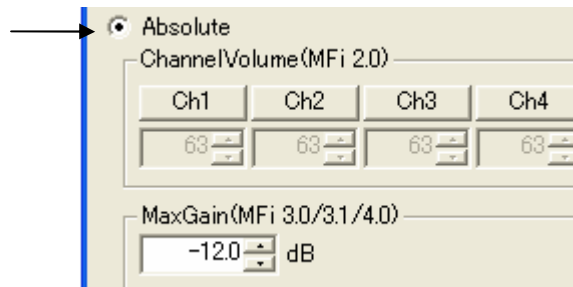 Absolute
ChannelVolume(MFi 2.0)
Ch1 Ch2 Ch3 Ch4
63 63 63 63
MaxGain(MFi 3.0/3.1/4.0)
-12.0 dB